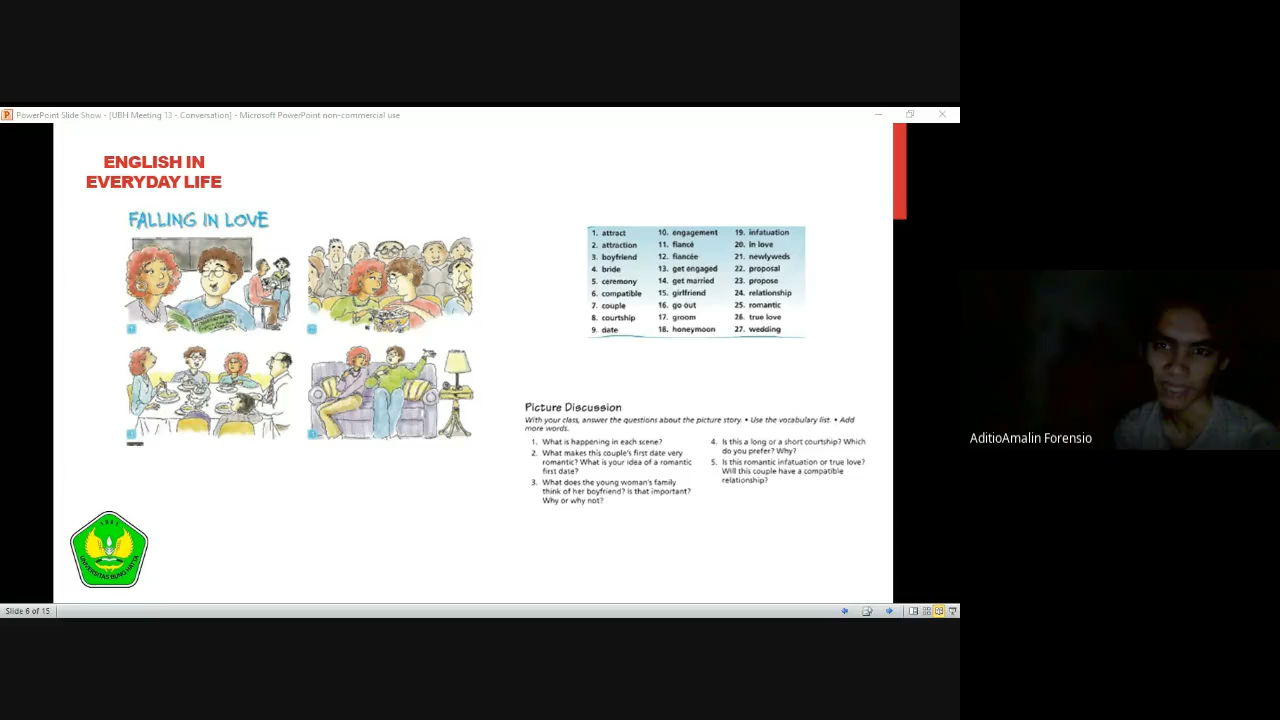 PowerPoint Slide Show - [UBH Meeting 13 - Conversation] - Microsoft PowerPoint non-commercial use
ENGLISH IN
EVERYDAY LIFE
FALLING IN LOVE
1. attract
2. attraction
3. boyfriend
4. bride
5. ceremony
6. compatible
7. couple
8. courtship
9. date
10. engagement
11. fiancé
12. fiancée
13. get engaged
14. get married
15. girlfriend
16. go out
17. groom
18. honeymoon
19. infatuation
20. in love
21. newlyweds
22. proposal
23. propose
24. relationship
25. romantic
26. true love
27. wedding
Picture Discussion
With your class, answer the questions about the picture story. • Use the vocabulary list. • Add
more words.
1. What is happening in each scene?
2. What makes this couple's first date very
romantic? What is your idea of a romantic
first date?
3. What does the young woman's family
think of her boyfriend? Is that important?
Why or why not?
4. Is this a long or a short courtship? Which
do you prefer? Why?
5. Is this romantic infatuation or true love?
Will this couple have a compatible
relationship?
1981
UNIVERSITAS BUNG HATTA
Slide 6 of 15
AditioAmalin Forensio